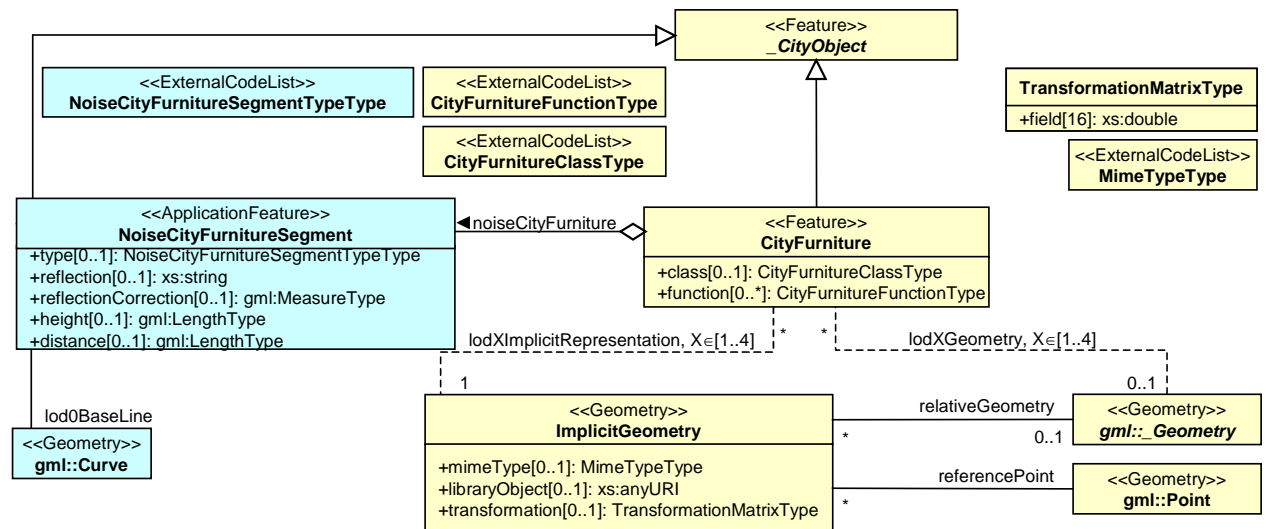 <<Feature>>
_CityObject
<<ExternalCodeList>>
NoiseCityFurnitureSegmentTypeType
<<ExternalCodeList>>
CityFurnitureFunctionType
<<ExternalCodeList>>
CityFurnitureClassType
TransformationMatrixType
+field[16]: xs:double
<<ExternalCodeList>>
MimeTypeType
<<ApplicationFeature>>
NoiseCityFurnitureSegment
+type[0..1]: NoiseCityFurnitureSegmentTypeType
+reflection[0..1]: xs:string
+reflectionCorrection[0..1]: gml:MeasureType
+height[0..1]: gml:LengthType
+distance[0..1]: gml:LengthType
◄noiseCityFurniture
<<Feature>>
CityFurniture
+class[0..1]: CityFurnitureClassType
+function[0..*]: CityFurnitureFunctionType
* *
lodXImplicitRepresentation, X∈[1..4]
lodXGeometry, X∈[1..4]
1
0..1
lod0BaseLine
<<Geometry>>
gml::Curve
<<Geometry>>
ImplicitGeometry
+mimeType[0..1]: MimeTypeType
+libraryObject[0..1]: xs:anyURI
+transformation[0..1]: TransformationMatrixType
relativeGeometry
* 0..1
<<Geometry>>
gml::_Geometry
referencePoint
*
<<Geometry>>
gml::Point